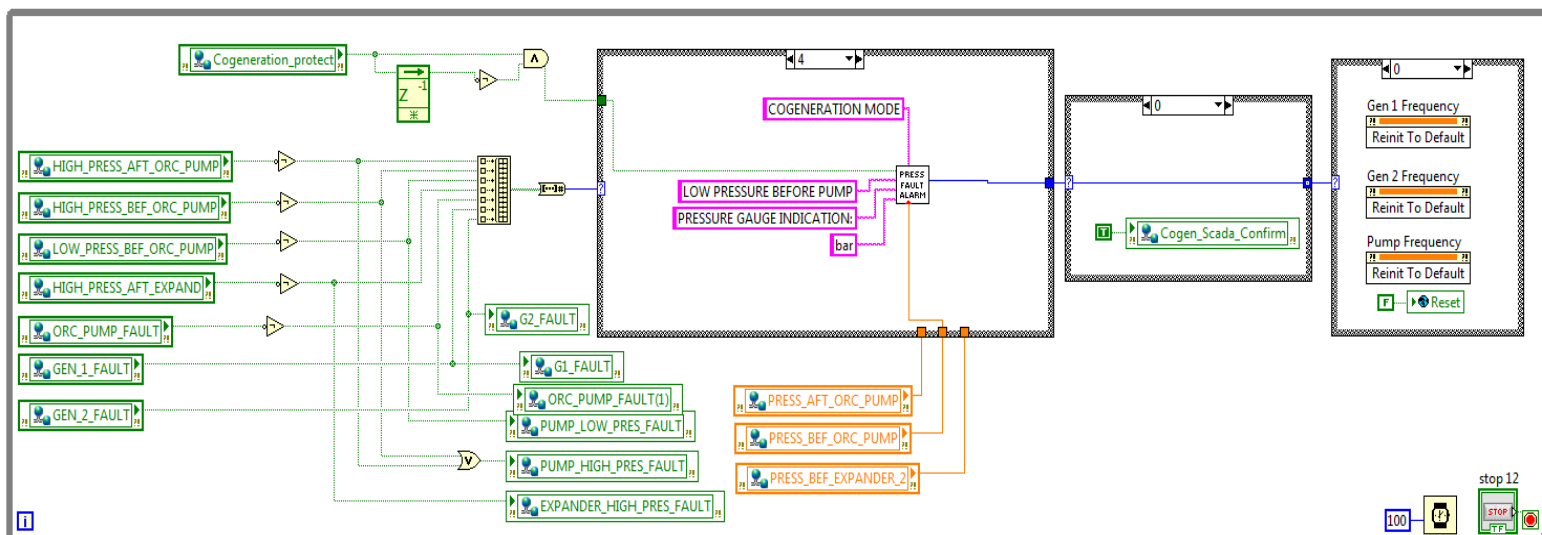 Cogeneration_protect
Z -1
HIGH_PRESS_AFT_ORC_PUMP
HIGH_PRESS_BEF_ORC_PUMP
LOW_PRESS_BEF_ORC_PUMP
HIGH_PRESS_AFT_EXPAND
ORC_PUMP_FAULT
GEN_1_FAULT
GEN_2_FAULT
G2_FAULT
G1_FAULT
ORC_PUMP_FAULT(1)
PUMP_LOW_PRES_FAULT
PUMP_HIGH_PRES_FAULT
EXPANDER_HIGH_PRES_FAULT
4
COGENERATION MODE
LOW PRESSURE BEFORE PUMP
PRESSURE GAUGE INDICATION:
bar
PRESS
FAULT
ALARM
PRESS_AFT_ORC_PUMP
PRESS_BEF_ORC_PUMP
PRESS_BEF_EXPANDER_2
0
T
Cogen_Scada_Confirm
0
Gen 1 Frequency
Reinit To Default
Gen 2 Frequency
Reinit To Default
Pump Frequency
Reinit To Default
F
Reset
i
100
stop 12
STOP
TF